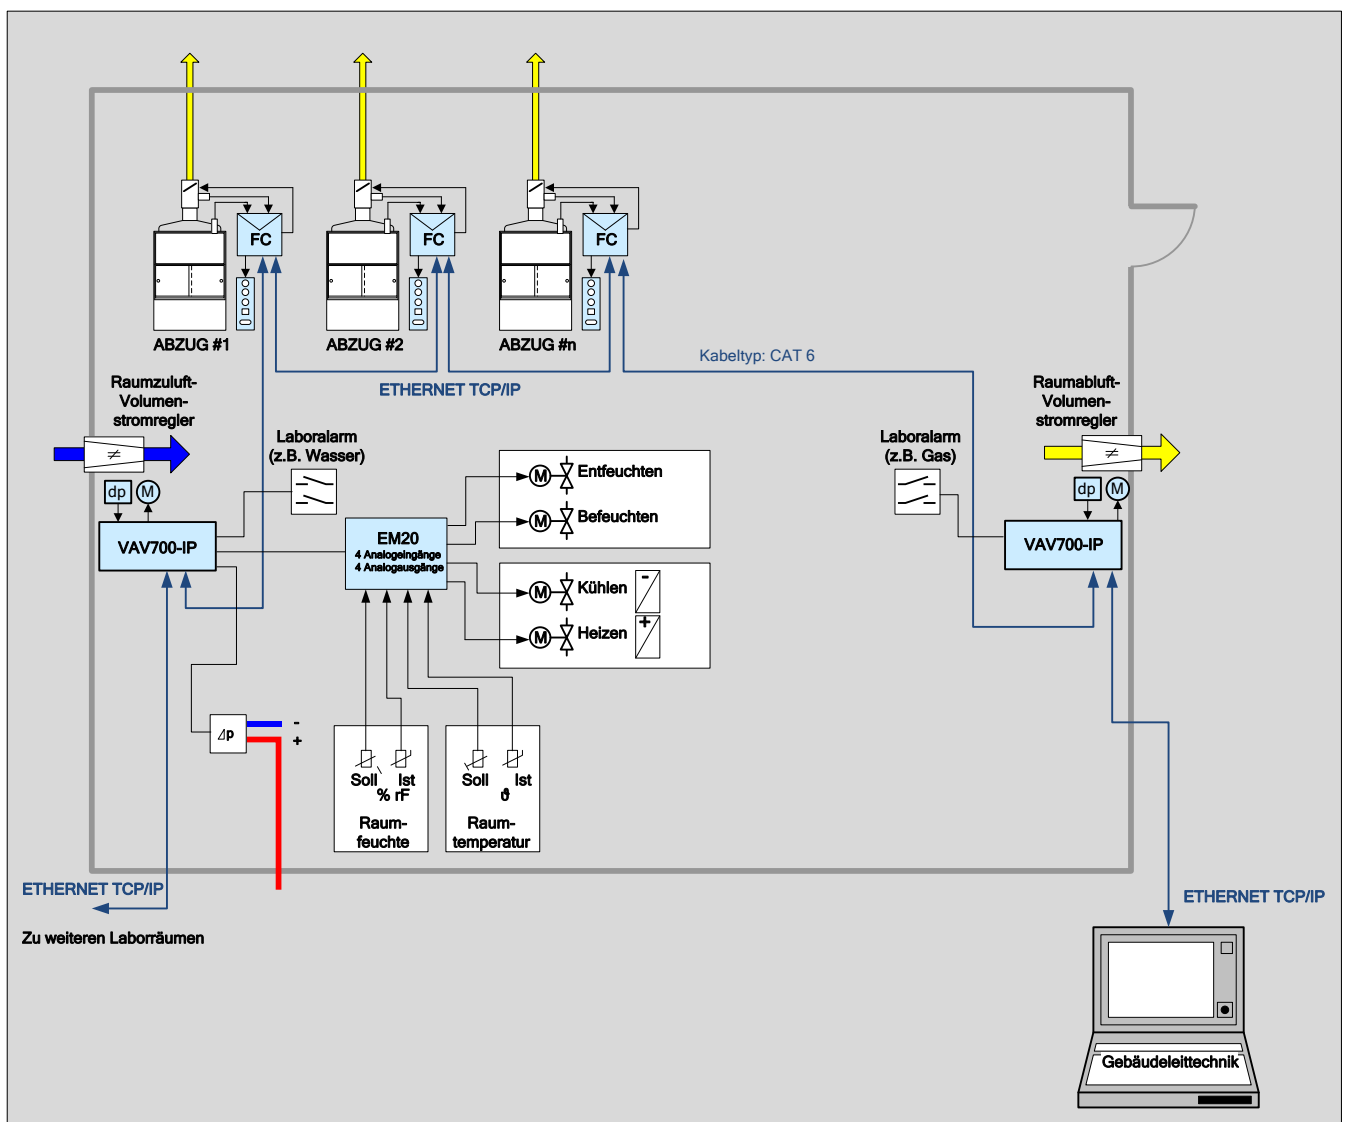 FC
FC
FC
ABZUG #1
ABZUG #2
ABZUG #n
Kabeltyp: CAT 6
ETHERNET TCP/IP
Raumzuluft-
Volumen-
stromregler
≠
dp
M
VAV700-IP
Laboralarm
(z.B. Wasser)
EM20
4 Analogeingänge
4 Analogausgänge
M
Entfeuchten
M
Befeuchten
M
Kühlen
-
M
Heizen
+
Laboralarm
(z.B. Gas)
Raumabluft-
Volumen-
stromregler
≠
dp
M
VAV700-IP
⊿p
-
+
Soll
Ist
% rF
Raum-
feuchte
Soll
Ist
ϑ
Raum-
temperatur
ETHERNET TCP/IP
Zu weiteren Laborräumen
ETHERNET TCP/IP
Gebäudeleittechnik